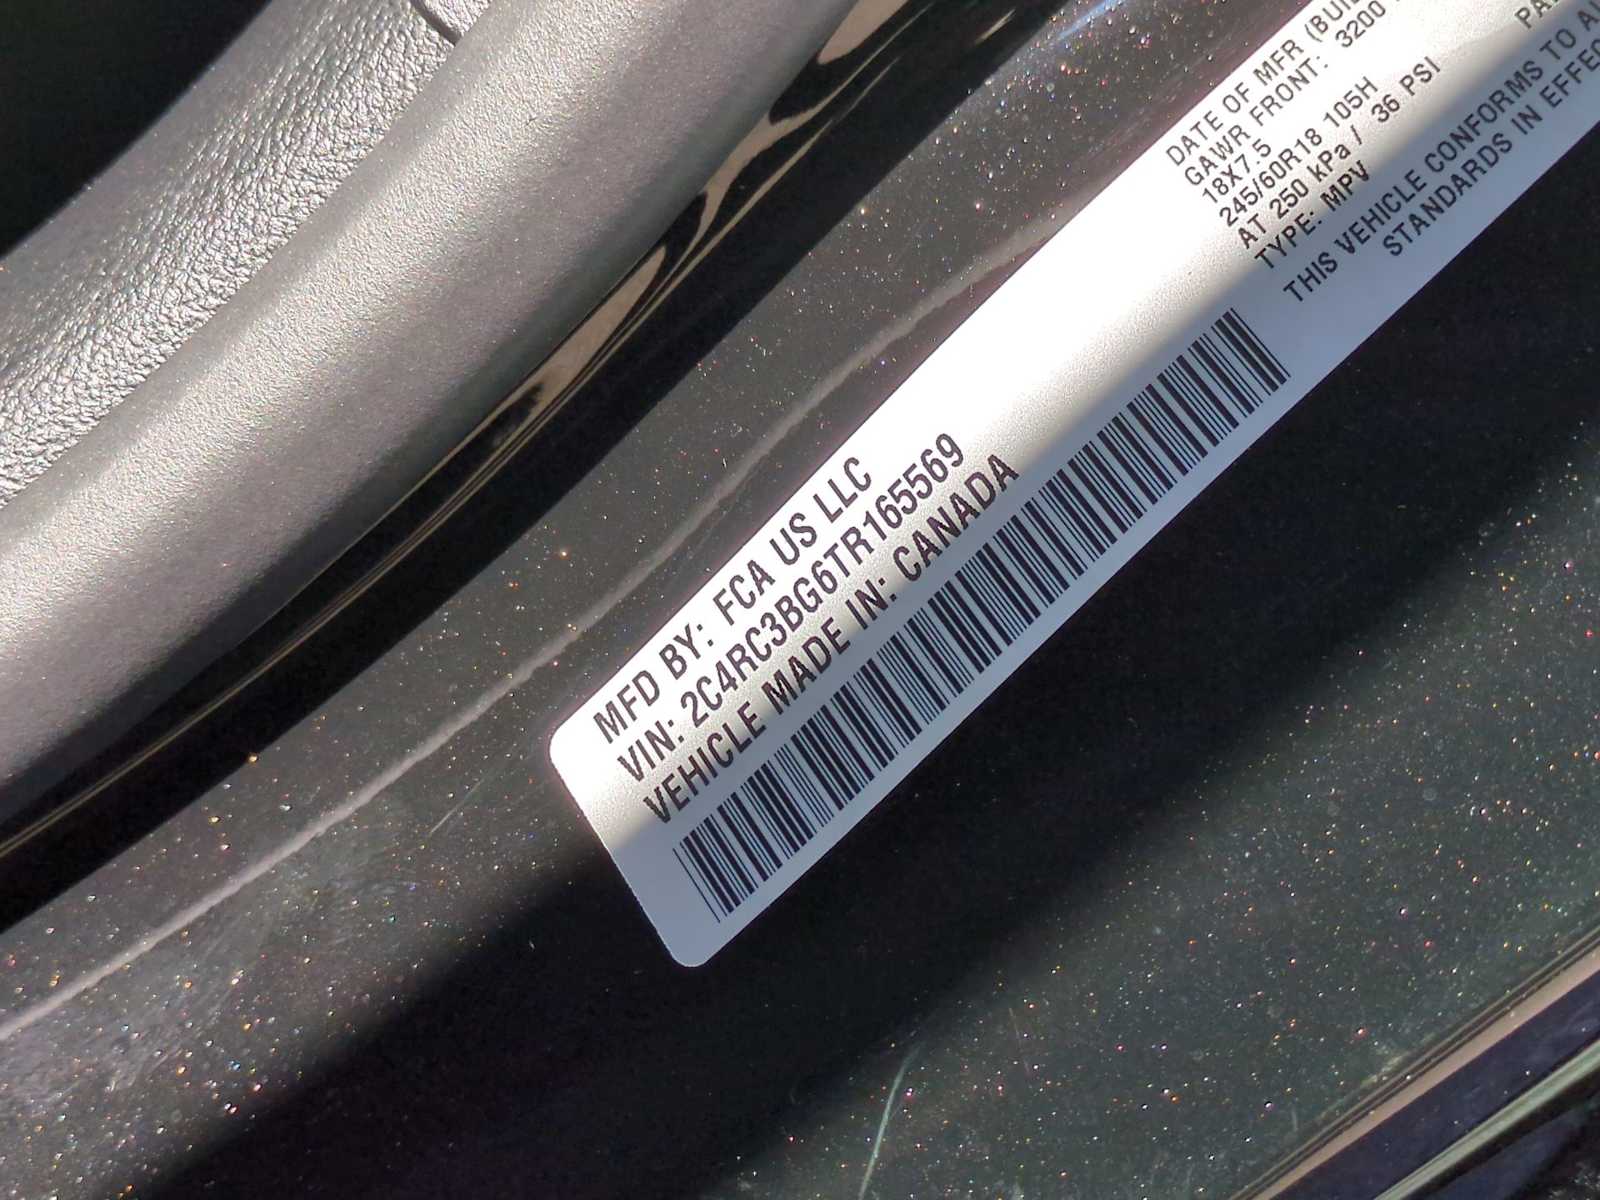 MFD BY: FCA US LLC
VIN: 2C4RC3BG6TR165569
VEHICLE MADE IN: CANADA
DATE OF MFR (BUIL
GAWR FRONT: 3200
18X7.5
245/60R18 105H
AT 250 kPa / 36 PSI
TYPE: MPV
THIS VEHICLE CONFORMS TO
STANDARDS IN